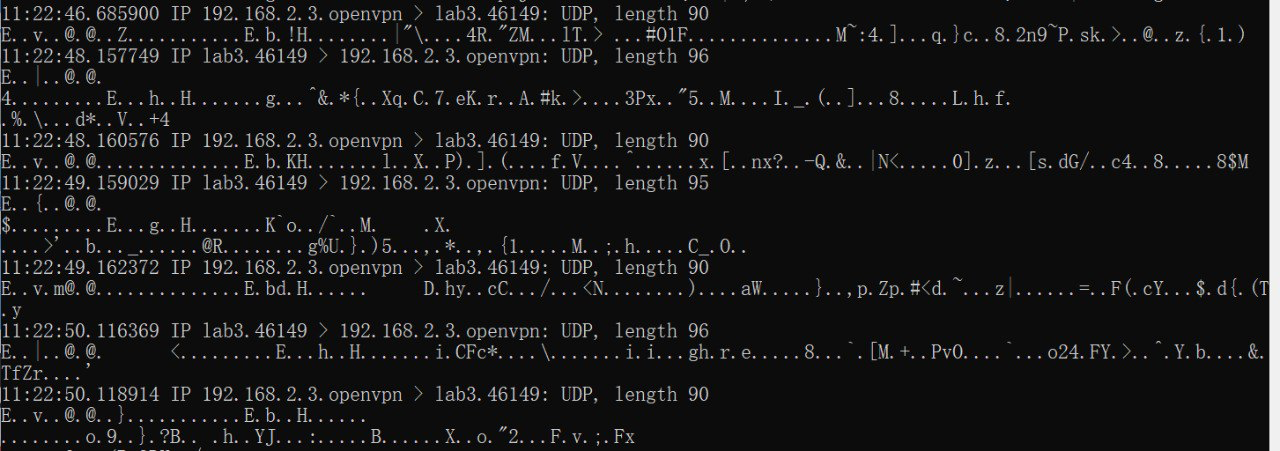 11:22:46.685900 IP 192.168.2.3.openvpn > lab3.46149: UDP, length 90
E..v..@.@..Z...........E.b.!H........|"\....4R."ZM...lT.> ...#01F..............M~:4.]...q.}c..8.2n9~P.sk.>..@..z.{.1.)
11:22:48.157749 IP lab3.46149 > 192.168.2.3.openvpn: UDP, length 96
E..|..@.@.
4.........E...h..H.......g...^&.*{..Xq.C.7.eK.r..A.#k.>....3Px.."5..M....I._.(..]...8.....L.h.f.
.%.\...d*..V..+4
11:22:48.160576 IP 192.168.2.3.openvpn > lab3.46149: UDP, length 90
E..v..@.@..............E.b.KH.......l..X..P).].(....f.V....^......x.[..nx?..-Q.&..|N<.....0].z...[s.dG/..c4..8.....8$M
11:22:49.159029 IP lab3.46149 > 192.168.2.3.openvpn: UDP, length 95
E..{..@.@.
$.........E...g..H.......K`o../`..M.    .X.
....>'..b..._......@R........g%U.}.)5...,.*..,.{1.....M..;.h.....C_.O..
11:22:49.162372 IP 192.168.2.3.openvpn > lab3.46149: UDP, length 90
E..v.m@.@..............E.bd.H......     D.hy..cC.../...<N........)....aW.....}..,p.Zp.#<d.~...z|......=..F(.cY...$.d{.(T
.y
11:22:50.116369 IP lab3.46149 > 192.168.2.3.openvpn: UDP, length 96
E..|..@.@.      <.........E...h..H.......i.CFc*....\.......i.i...gh.r.e.....8...`.[M.+..PvO....`...o24.FY.>..^.Y.b....&.
TfZr....'
11:22:50.118914 IP 192.168.2.3.openvpn > lab3.46149: UDP, length 90
E..v..@.@..}...........E.b..H......
........o.9..}.?B.. .h..YJ...:.....B......X..o."2...F.v.;.Fx